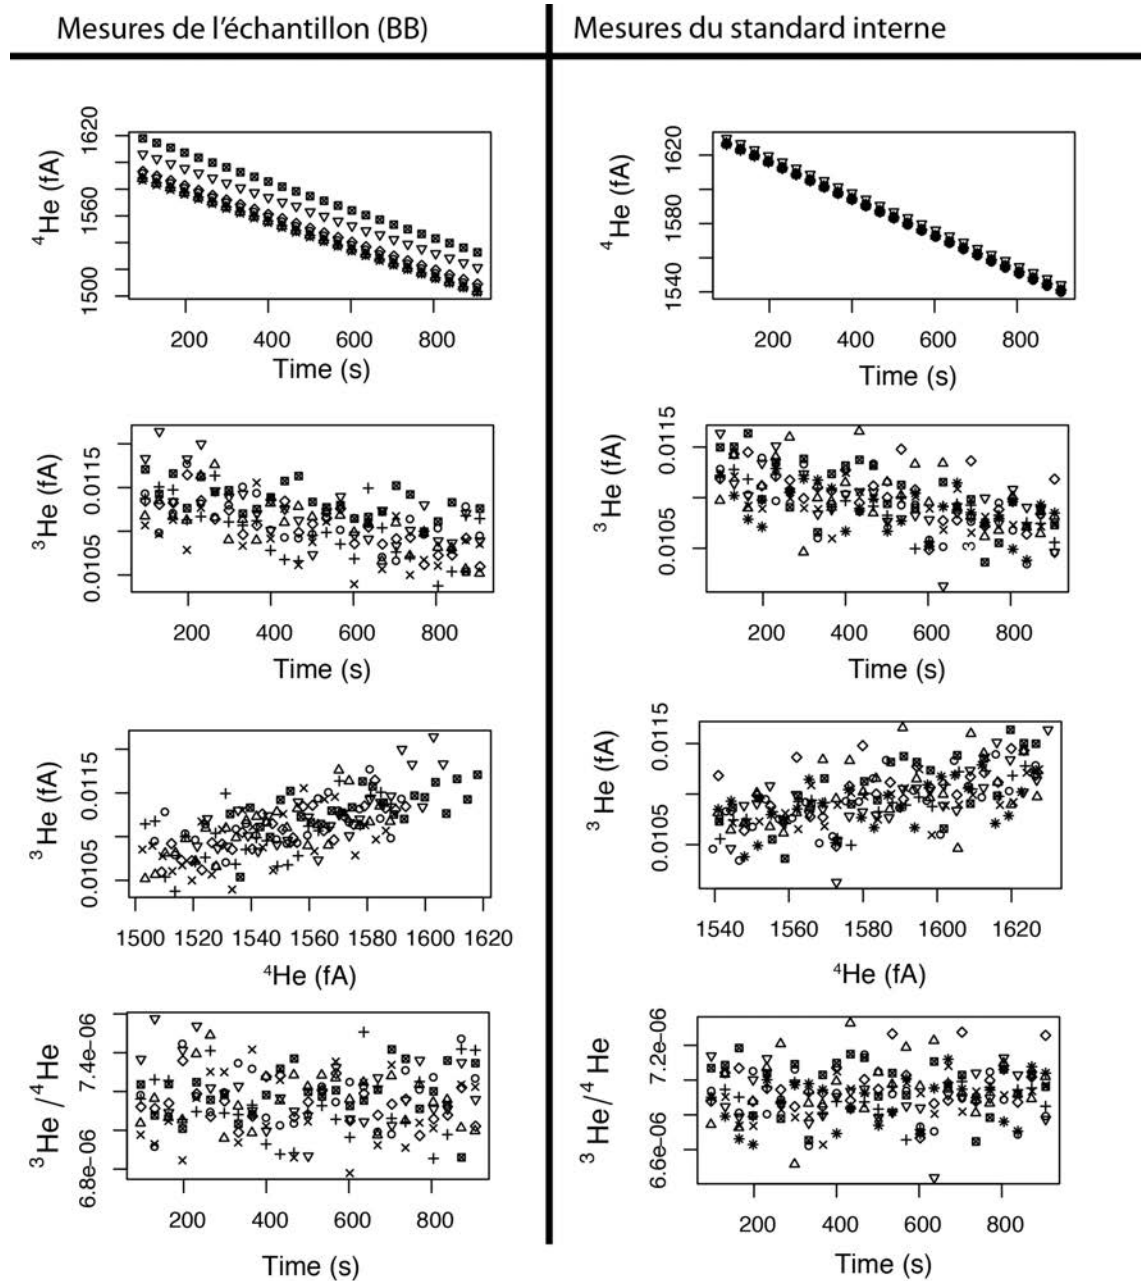 Mesures de l'échantillon (BB)
Mesures du standard interne
⁴He (fA)
1500 1560 1620
200 400 600 800
Time (s)
⁴He (fA)
1540 1580 1620
200 400 600 800
Time (s)
³He (fA)
0.0105 0.0115
200 400 600 800
Time (s)
³He (fA)
0.0105 0.0115
3
200 400 600 800
Time (s)
³He (fA)
0.0105 0.0115
1500 1520 1540 1560 1580 1600 1620
⁴He (fA)
³He (fA)
0.0105 0.0115
1540 1560 1580 1600 1620
⁴He (fA)
³He/⁴He
6.8e−06 7.4e−06
200 400 600 800
Time (s)
³He/⁴He
6.6e−06 7.2e−06
200 400 600 800
Time (s)